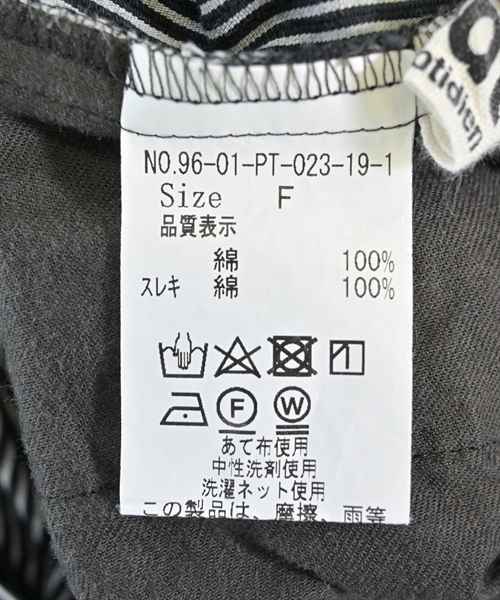 otidien
NO.96-01-PT-023-19-1
Size F
品質表示
綿 100%
スレキ 綿 100%
1
F W
あて布使用
中性洗剤使用
洗濯ネット使用
この製品は、摩擦、雨等